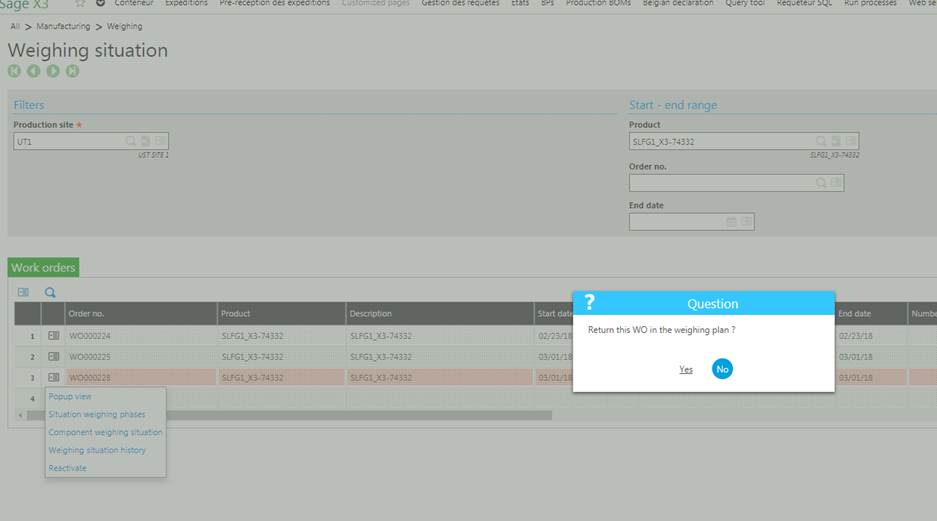 Sage X3 Conteneur Expéditions Pré-réception des expéditions Customized pages Gestion des requêtes Etats BPs Production BOMs Belgian declaration Query tool Requêteur SQL Run processes Web se
All > Manufacturing > Weighing
Weighing situation
Filters
Production site *
UT1
UST SITE 1
Start - end range
Product
SLFG1_X3-74332
SLFG1_X3-74332
Order no.
End date
Work orders
Order no. Product Description Start date End date Numbe
1 WO000224 SLFG1_X3-74332 SLFG1_X3-74332 02/23/18 02/23/18
2 WO000225 SLFG1_X3-74332 SLFG1_X3-74332 03/01/18 03/01/18
3 WO000228 SLFG1_X3-74332 SLFG1_X3-74332 03/01/18 03/01/18
4
Popup view
Situation weighing phases
Component weighing situation
Weighing situation history
Reactivate
? Question
Return this WO in the weighing plan ?
Yes No